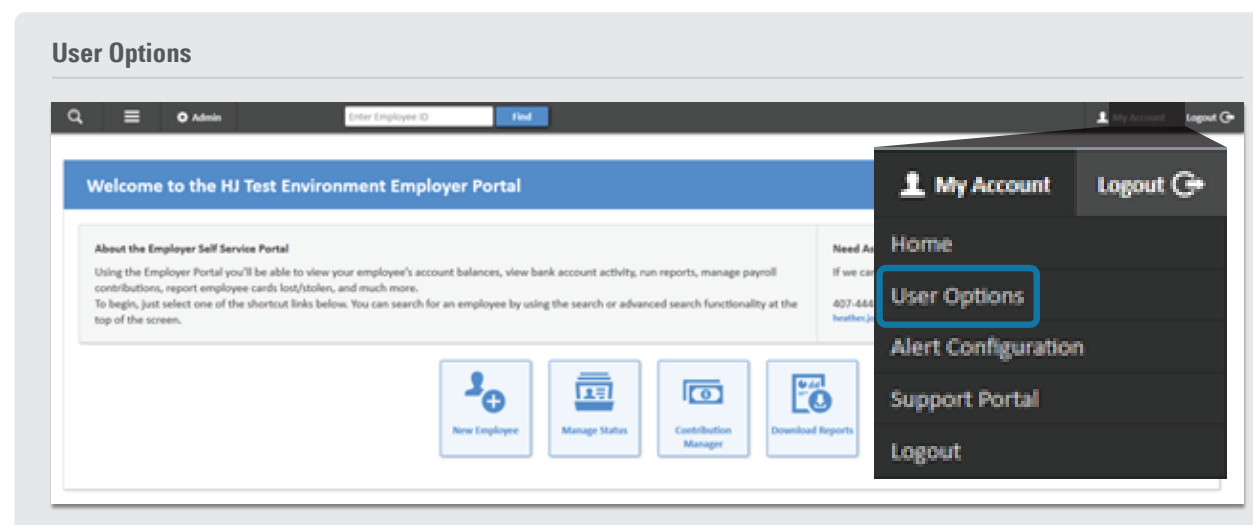 User Options
Admin
Enter Employee ID
Find
My Account
Logout
Welcome to the HJ Test Environment Employer Portal
About the Employer Self Service Portal
Using the Employer Portal you'll be able to view your employee's account balances, view bank account activity, run reports, manage payroll
contributions, report employee cards lost/stolen, and much more.
To begin, just select one of the shortcut links below. You can search for an employee by using the search or advanced search functionality at the
top of the screen.
Need
If we
407-444
New Employee
Manage Status
Contribution
Manager
Download Reports
My Account
Logout
Home
User Options
Alert Configuration
Support Portal
Logout